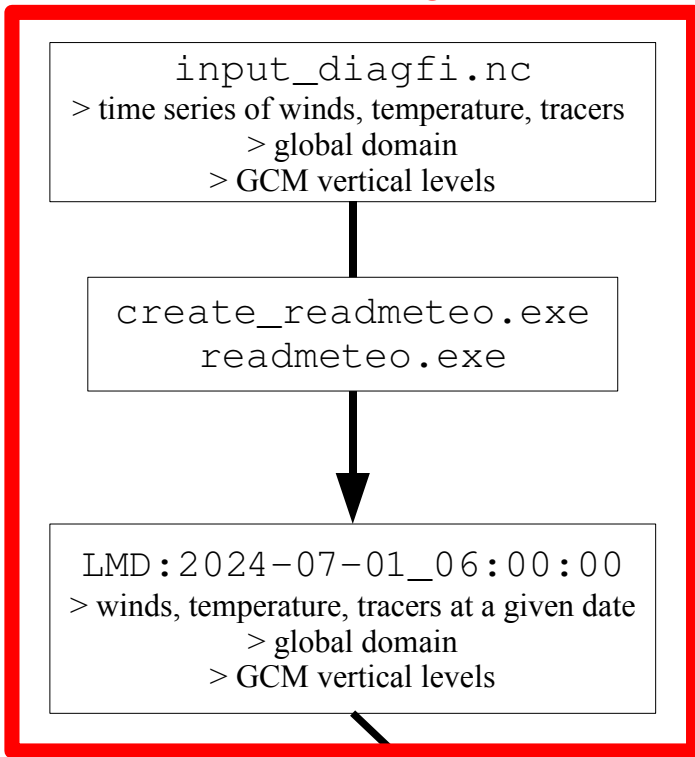 input_diagfi.nc
> time series of winds, temperature, tracers
> global domain
> GCM vertical levels
create_readmeteo.exe
readmeteo.exe
LMD:2024-07-01_06:00:00
> winds, temperature, tracers at a given date
> global domain
> GCM vertical levels